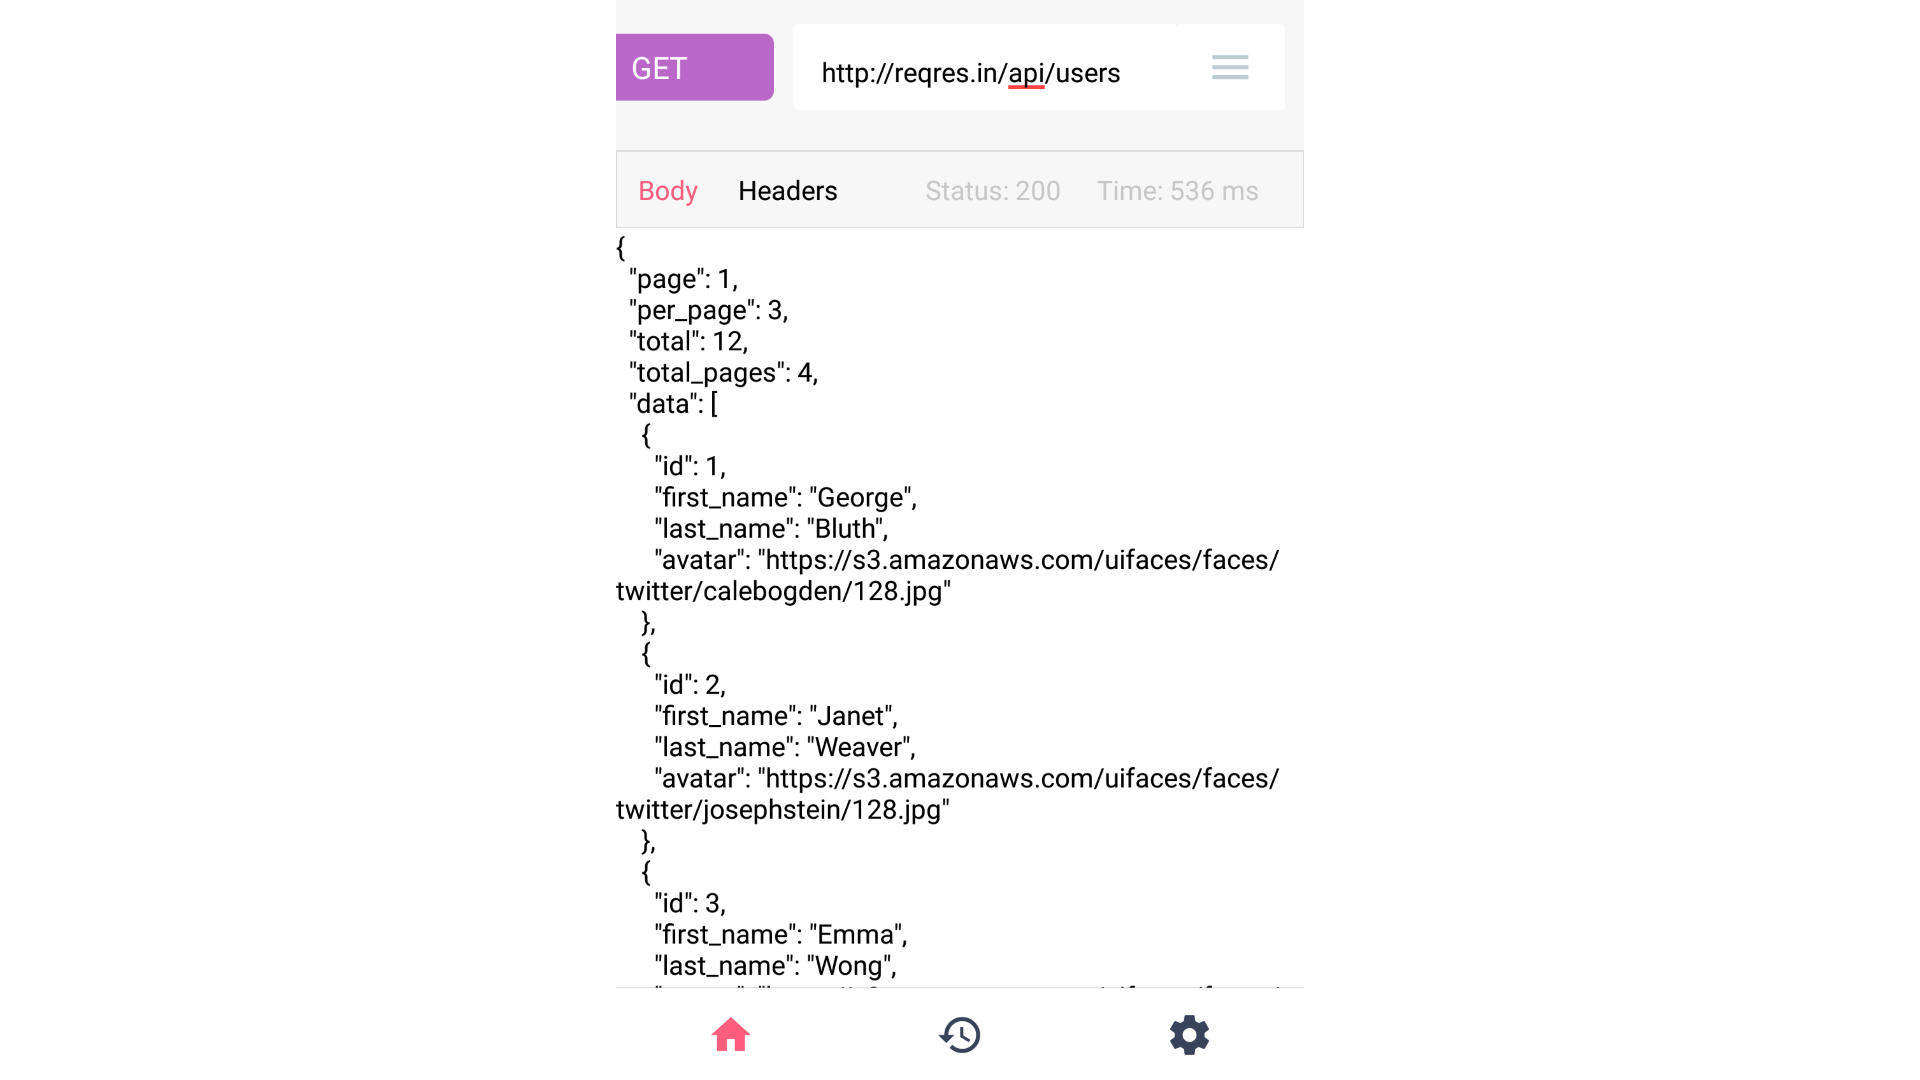 GET
http://reqres.in/api/users
Body Headers Status: 200 Time: 536 ms
{
"page": 1,
"per_page": 3,
"total": 12,
"total_pages": 4,
"data": [
{
"id": 1,
"first_name": "George",
"last_name": "Bluth",
"avatar": "https://s3.amazonaws.com/uifaces/faces/
twitter/calebogden/128.jpg"
},
{
"id": 2,
"first_name": "Janet",
"last_name": "Weaver",
"avatar": "https://s3.amazonaws.com/uifaces/faces/
twitter/josephstein/128.jpg"
},
{
"id": 3,
"first_name": "Emma",
"last_name": "Wong",